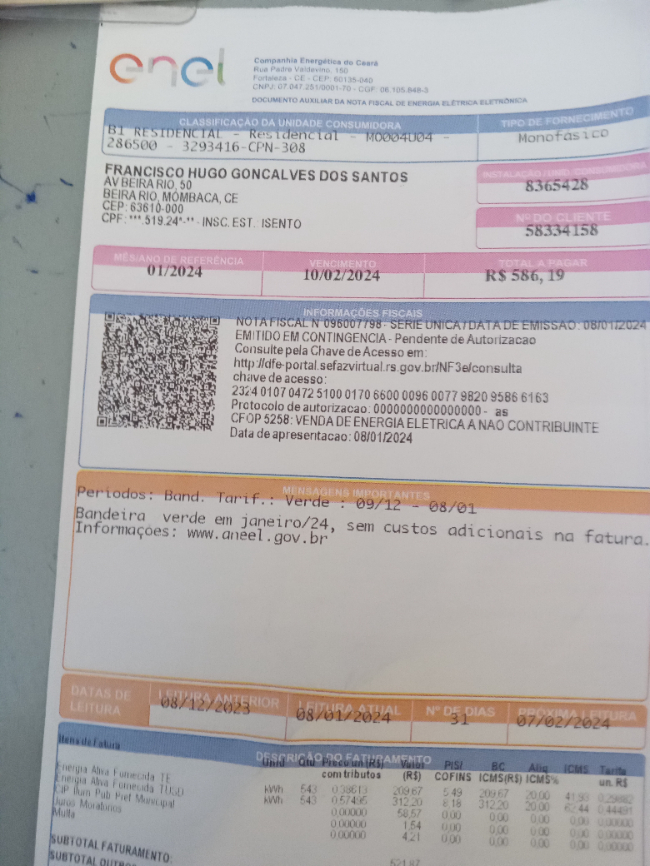 enel
Companhia Energética do Ceará
Rua Padre Valdevino, 150
Fortaleza - CE - CEP: 60135-040
CNPJ: 07.047.251/0001-70 - CGF: 06.105.848-3
DOCUMENTO AUXILIAR DA NOTA FISCAL DE ENERGIA ELÉTRICA ELETRÔNICA
CLASSIFICAÇÃO DA UNIDADE CONSUMIDORA
B1 RESIDENCIAL - Residencial - M0004U04 -
286500 - 3293416-CPN-308
TIPO DE FORNECIMENTO
Monofásico
FRANCISCO HUGO GONCALVES DOS SANTOS
AV BEIRA RIO, 50
BEIRA RIO, MOMBACA, CE
CEP: 63610-000
CPF: ***.519.24*-** - INSC. EST.: ISENTO
INSTALAÇÃO / UNID. CONSUMIDORA
8365428
Nº DO CLIENTE
58334158
MÊS/ANO DE REFERÊNCIA
01/2024
VENCIMENTO
10/02/2024
TOTAL A PAGAR
R$ 586, 19
INFORMAÇÕES FISCAIS
NOTA FISCAL N 096007798 - SERIE UNICA / DATA DE EMISSAO: 08/01/2024
EMITIDO EM CONTINGENCIA - Pendente de Autorizacao
Consulte pela Chave de Acesso em:
http://dfe-portal.sefazvirtual.rs.gov.br/NF3e/consulta
chave de acesso:
2324 0107 0472 5100 0170 6600 0096 0077 9820 9586 6163
Protocolo de autorizacao: 0000000000000000 - as
CFOP 5258: VENDA DE ENERGIA ELETRICA A NAO CONTRIBUINTE
Data de apresentacao: 08/01/2024
MENSAGENS IMPORTANTES
Periodos: Band. Tarif.: Verde : 09/12 - 08/01
Bandeira verde em janeiro/24, sem custos adicionais na fatura.
Informações: www.aneel.gov.br
DATAS DE LEITURA
LEITURA ANTERIOR
08/12/2023
LEITURA ATUAL
08/01/2024
Nº DE DIAS
31
PRÓXIMA LEITURA
07/02/2024
DESCRIÇÃO DO FATURAMENTO
Itens de Fatura Unid Qtd Preço un.(R$) com tributos Valor (R$) PIS/ COFINS BC ICMS(R$) Aliq ICMS% ICMS Tarifa un. R$
Energia Ativa Fornecida TE kWh 543 0,38613 209,67 5,49 209,67 20,00 41,93
Energia Ativa Fornecida TUSD kWh 543 0,57495 312,20 8,18 312,20 20,00 62,44 0,44491
CIP Ilum Pub Pref Municipal 0,00000 58,57 0,00 0,00 0,00 0,00 0,00000
Juros Moratorios 0,00000 1,54 0,00 0,00 0,00 0,00 0,00000
Multa 0,00000 4,21 0,00 0,00 0,00 0,00 0,00000
SUBTOTAL FATURAMENTO:
521,87